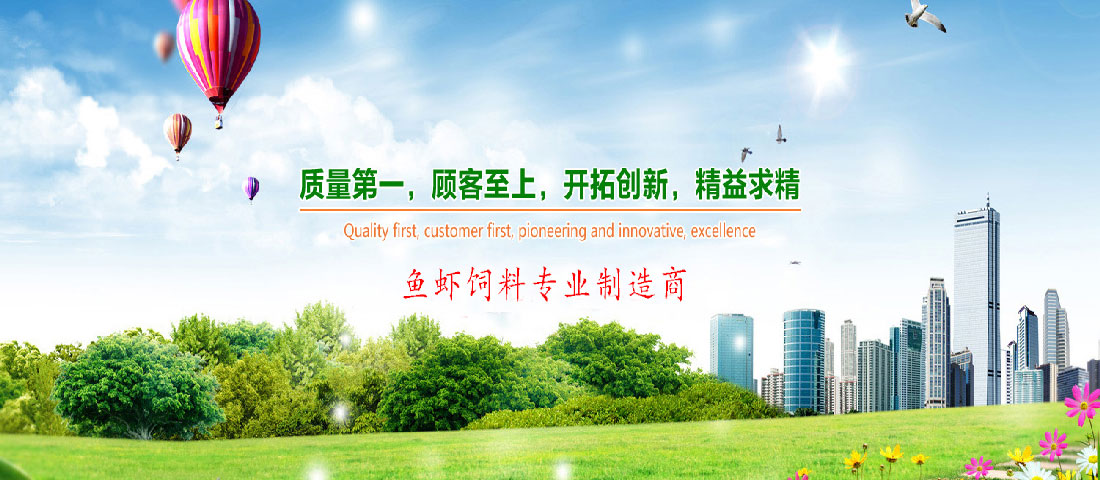 质量第一，顾客至上，开拓创新，精益求精
Quality first, customer first, pioneering and innovative, excellence
鱼虾饲料专业制造商